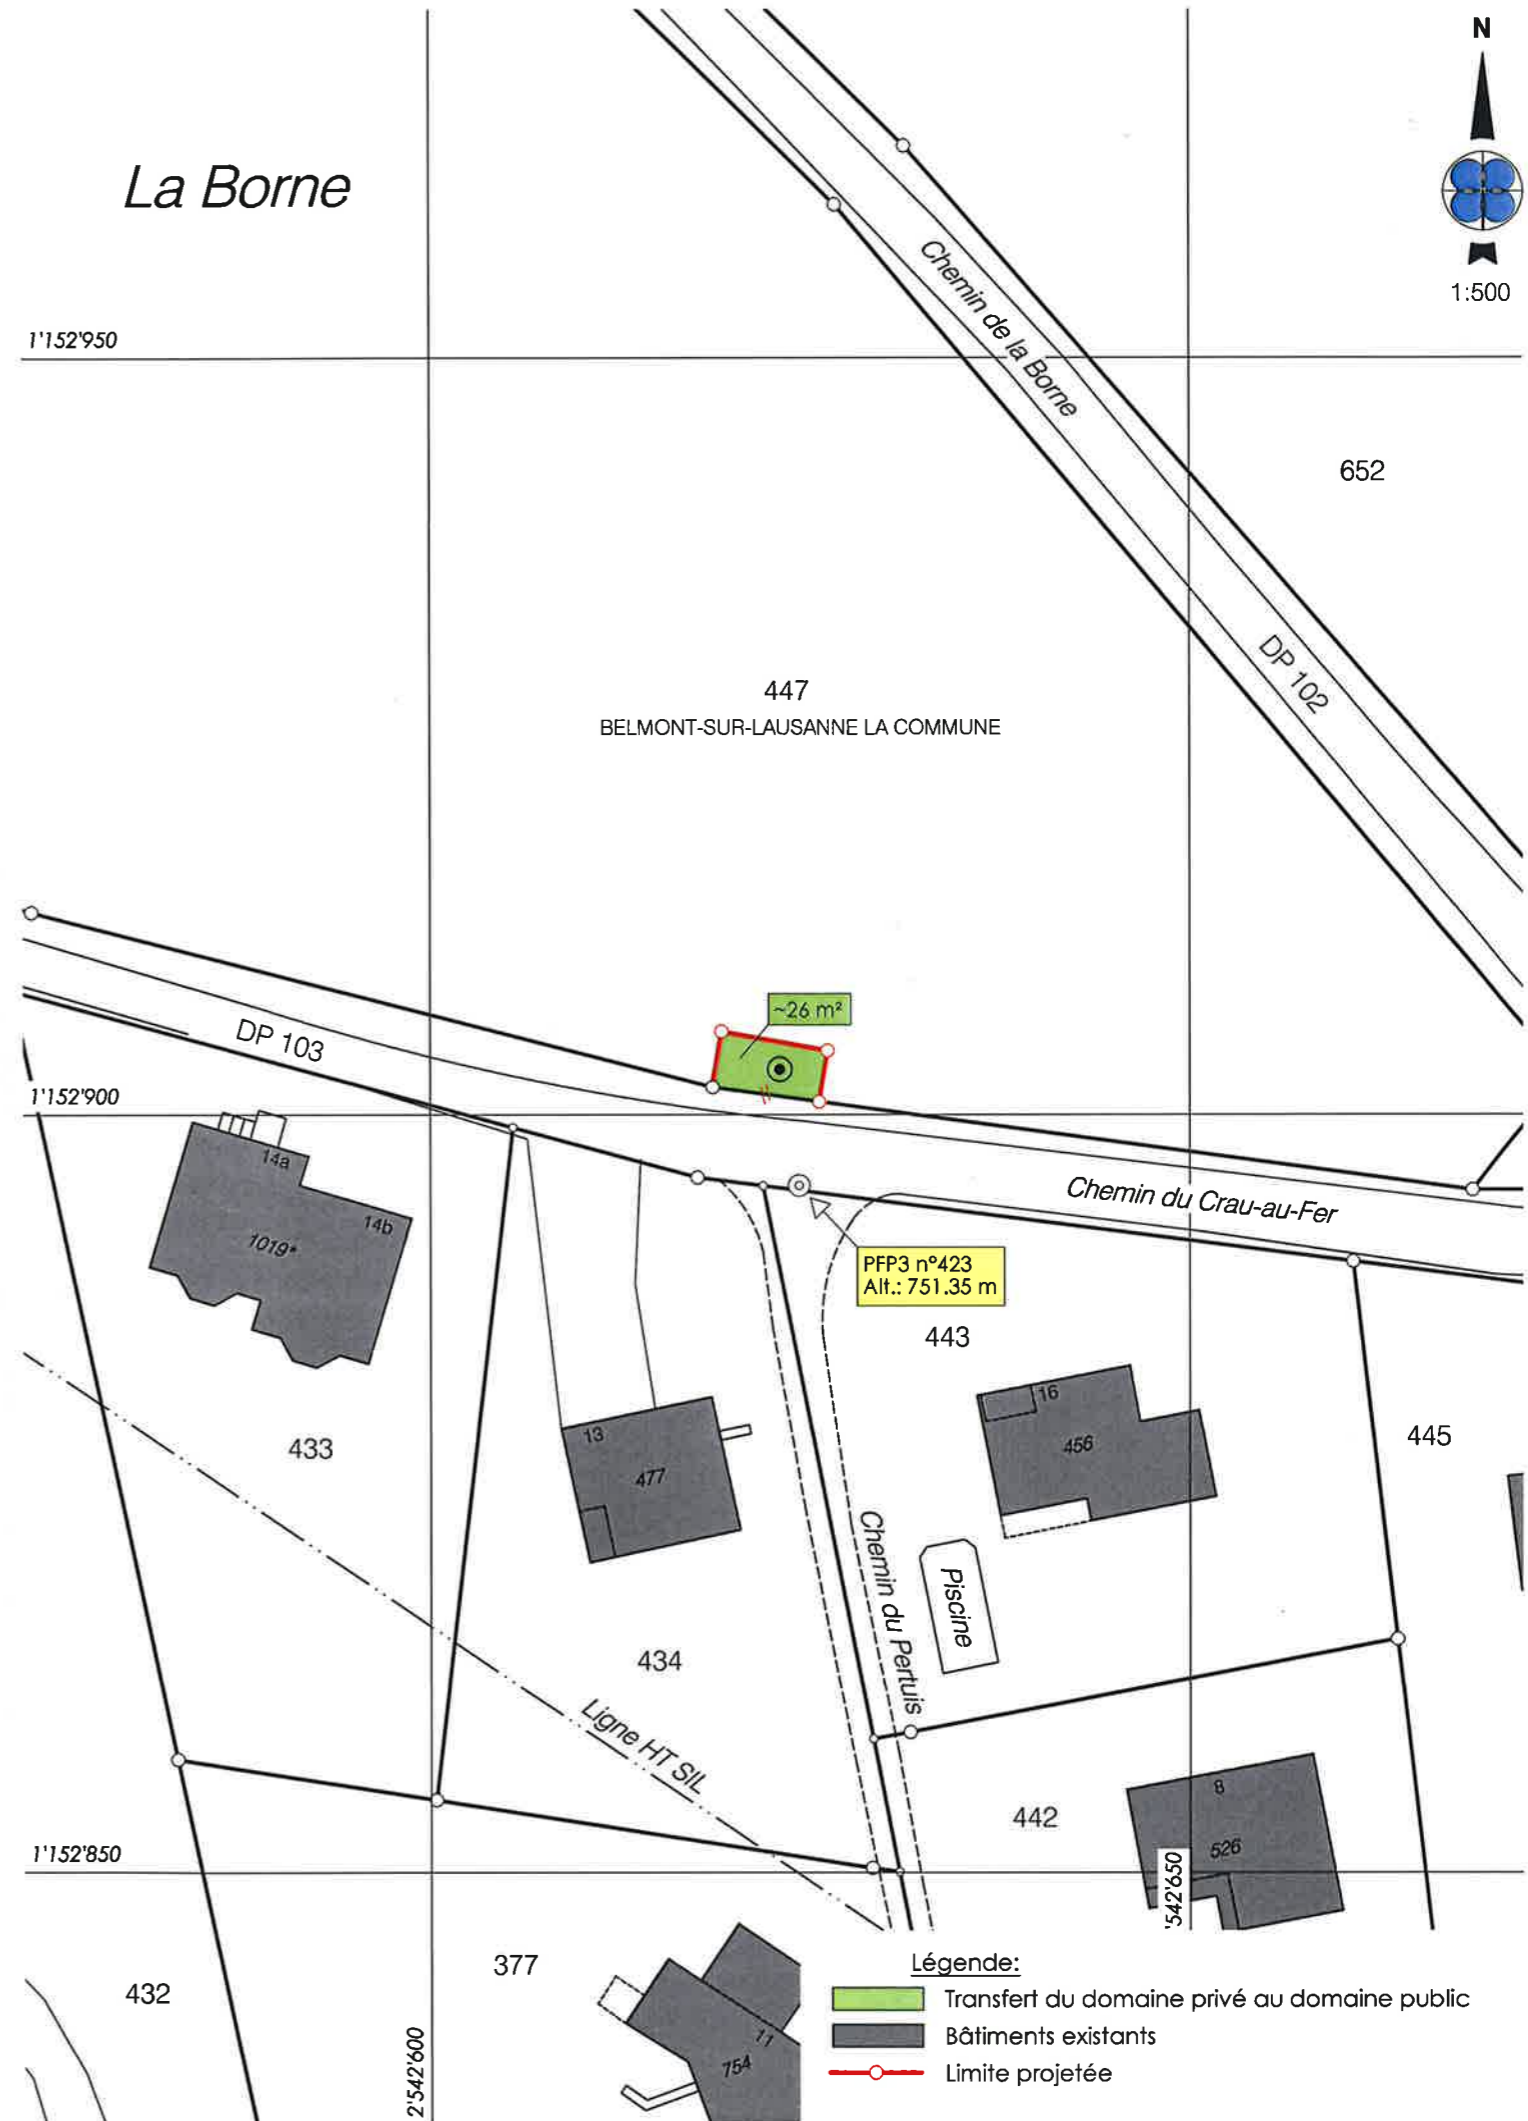 N
1:500
La Borne
1'152'950
Chemin de la Borne
652
DP 102
447
BELMONT-SUR-LAUSANNE LA COMMUNE
~26 m²
DP 103
1'152'900
Chemin du Crau-au-Fer
14a
14b
1019*
PFP3 n°423
Alt.: 751.35 m
443
16
456
445
433
13
477
Chemin du Pertuis
Piscine
434
Ligne HT SIL
442
8
526
1'152'850
'542'650
377
432
2'542'600
11
754
Légende:
Transfert du domaine privé au domaine public
Bâtiments existants
Limite projetée